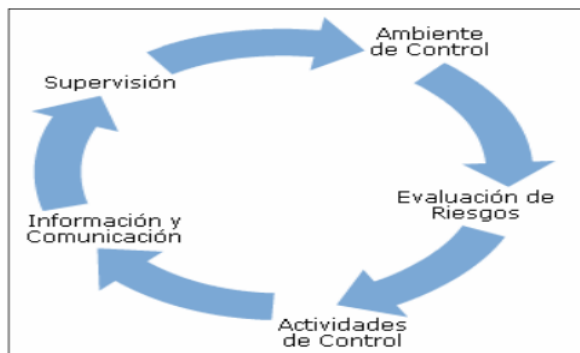 Ambiente
de Control
Supervisión
Evaluación de
Riesgos
Información y
Comunicación
Actividades
de Control